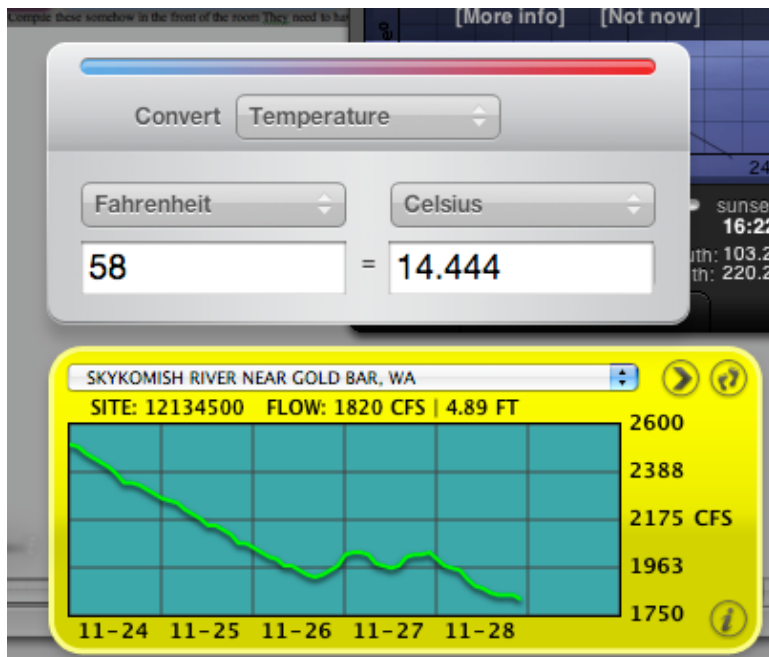 Compile these somehow in the front of the room They need to ha
[More info] [Not now]
Convert Temperature
24
Fahrenheit Celsius
sunse
16:22
58 = 14.444
uth: 103.2
th: 220.2
SKYKOMISH RIVER NEAR GOLD BAR, WA
SITE: 12134500 FLOW: 1820 CFS | 4.89 FT
2600
2388
2175 CFS
1963
1750
11-24 11-25 11-26 11-27 11-28